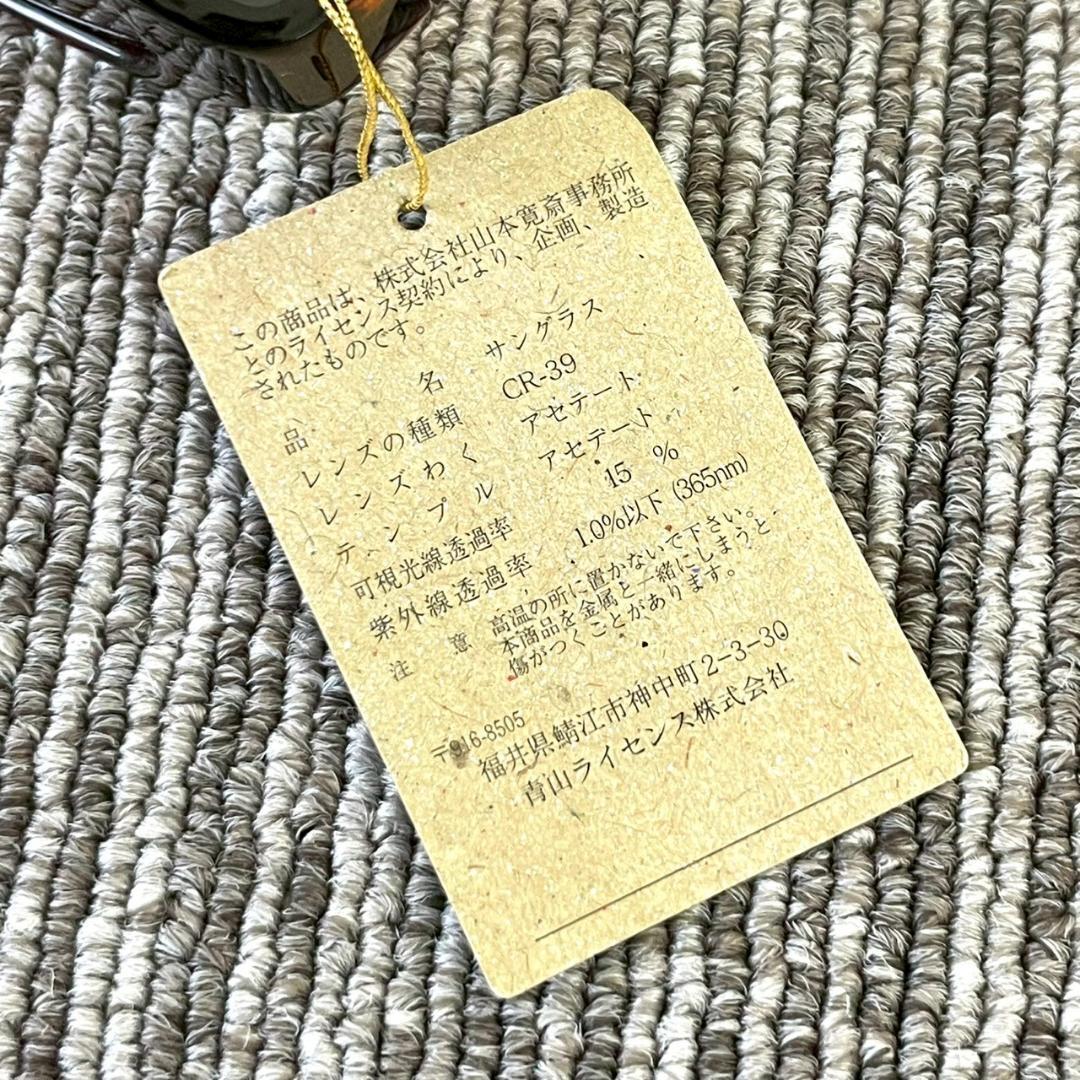 この商品は、株式会社山本寛斎事務所
とのライセンス契約により、企画、製造
されたものです。
品名 サングラス
レンズの種類 CR-39
レンズわく アセテート
テンプル アセテート
可視光線透過率 15 %
紫外線透過率 1.0%以下 (365nm)
注意 高温の所に置かないで下さい。
本商品を金属と一緒にしまうと、
傷がつくことがあります。
〒916-8505
福井県鯖江市神中町2-3-30
青山ライセンス株式会社